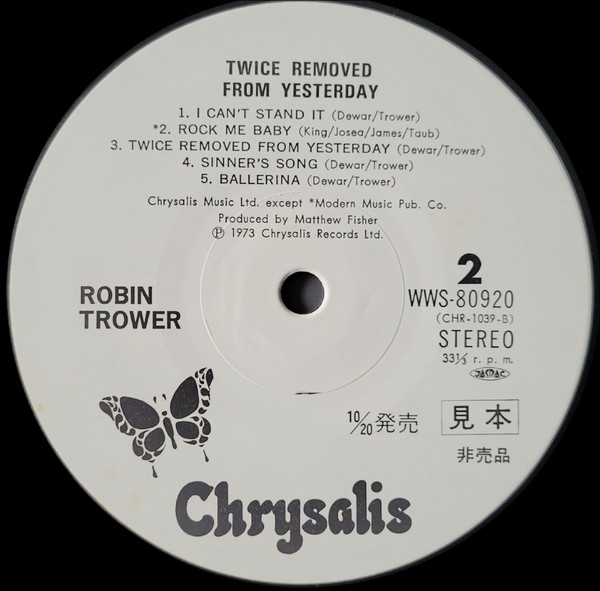 TWICE REMOVED
FROM YESTERDAY
1. I CAN'T STAND IT (Dewar/Trower)
*2. ROCK ME BABY (King/Josea/James/Taub)
3. TWICE REMOVED FROM YESTERDAY (Dewar/Trower)
4. SINNER'S SONG (Dewar/Trower)
5. BALLERINA (Dewar/Trower)
Chrysalis Music Ltd. except *Modern Music Pub. Co.
Produced by Matthew Fisher
℗ 1973 Chrysalis Records Ltd.
ROBIN
TROWER
2
WWS-80920
(CHR-1039-B)
STEREO
33⅓ r. p. m.
JASRAC
10/20 発売
見本
非売品
Chrysalis